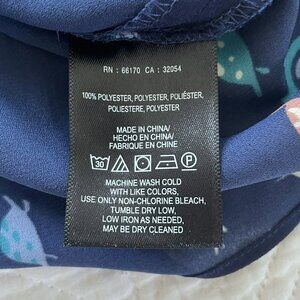 RN : 66170 CA : 32054
100% POLYESTER, POLYESTER, POLIÉSTER,
POLIESTERE, POLYESTER
MADE IN CHINA/
HECHO EN CHINA/
FABRIQUE EN CHINE
30 P
MACHINE WASH COLD
WITH LIKE COLORS,
USE ONLY NON-CHLORINE BLEACH,
TUMBLE DRY LOW,
LOW IRON AS NEEDED,
MAY BE DRY CLEANED